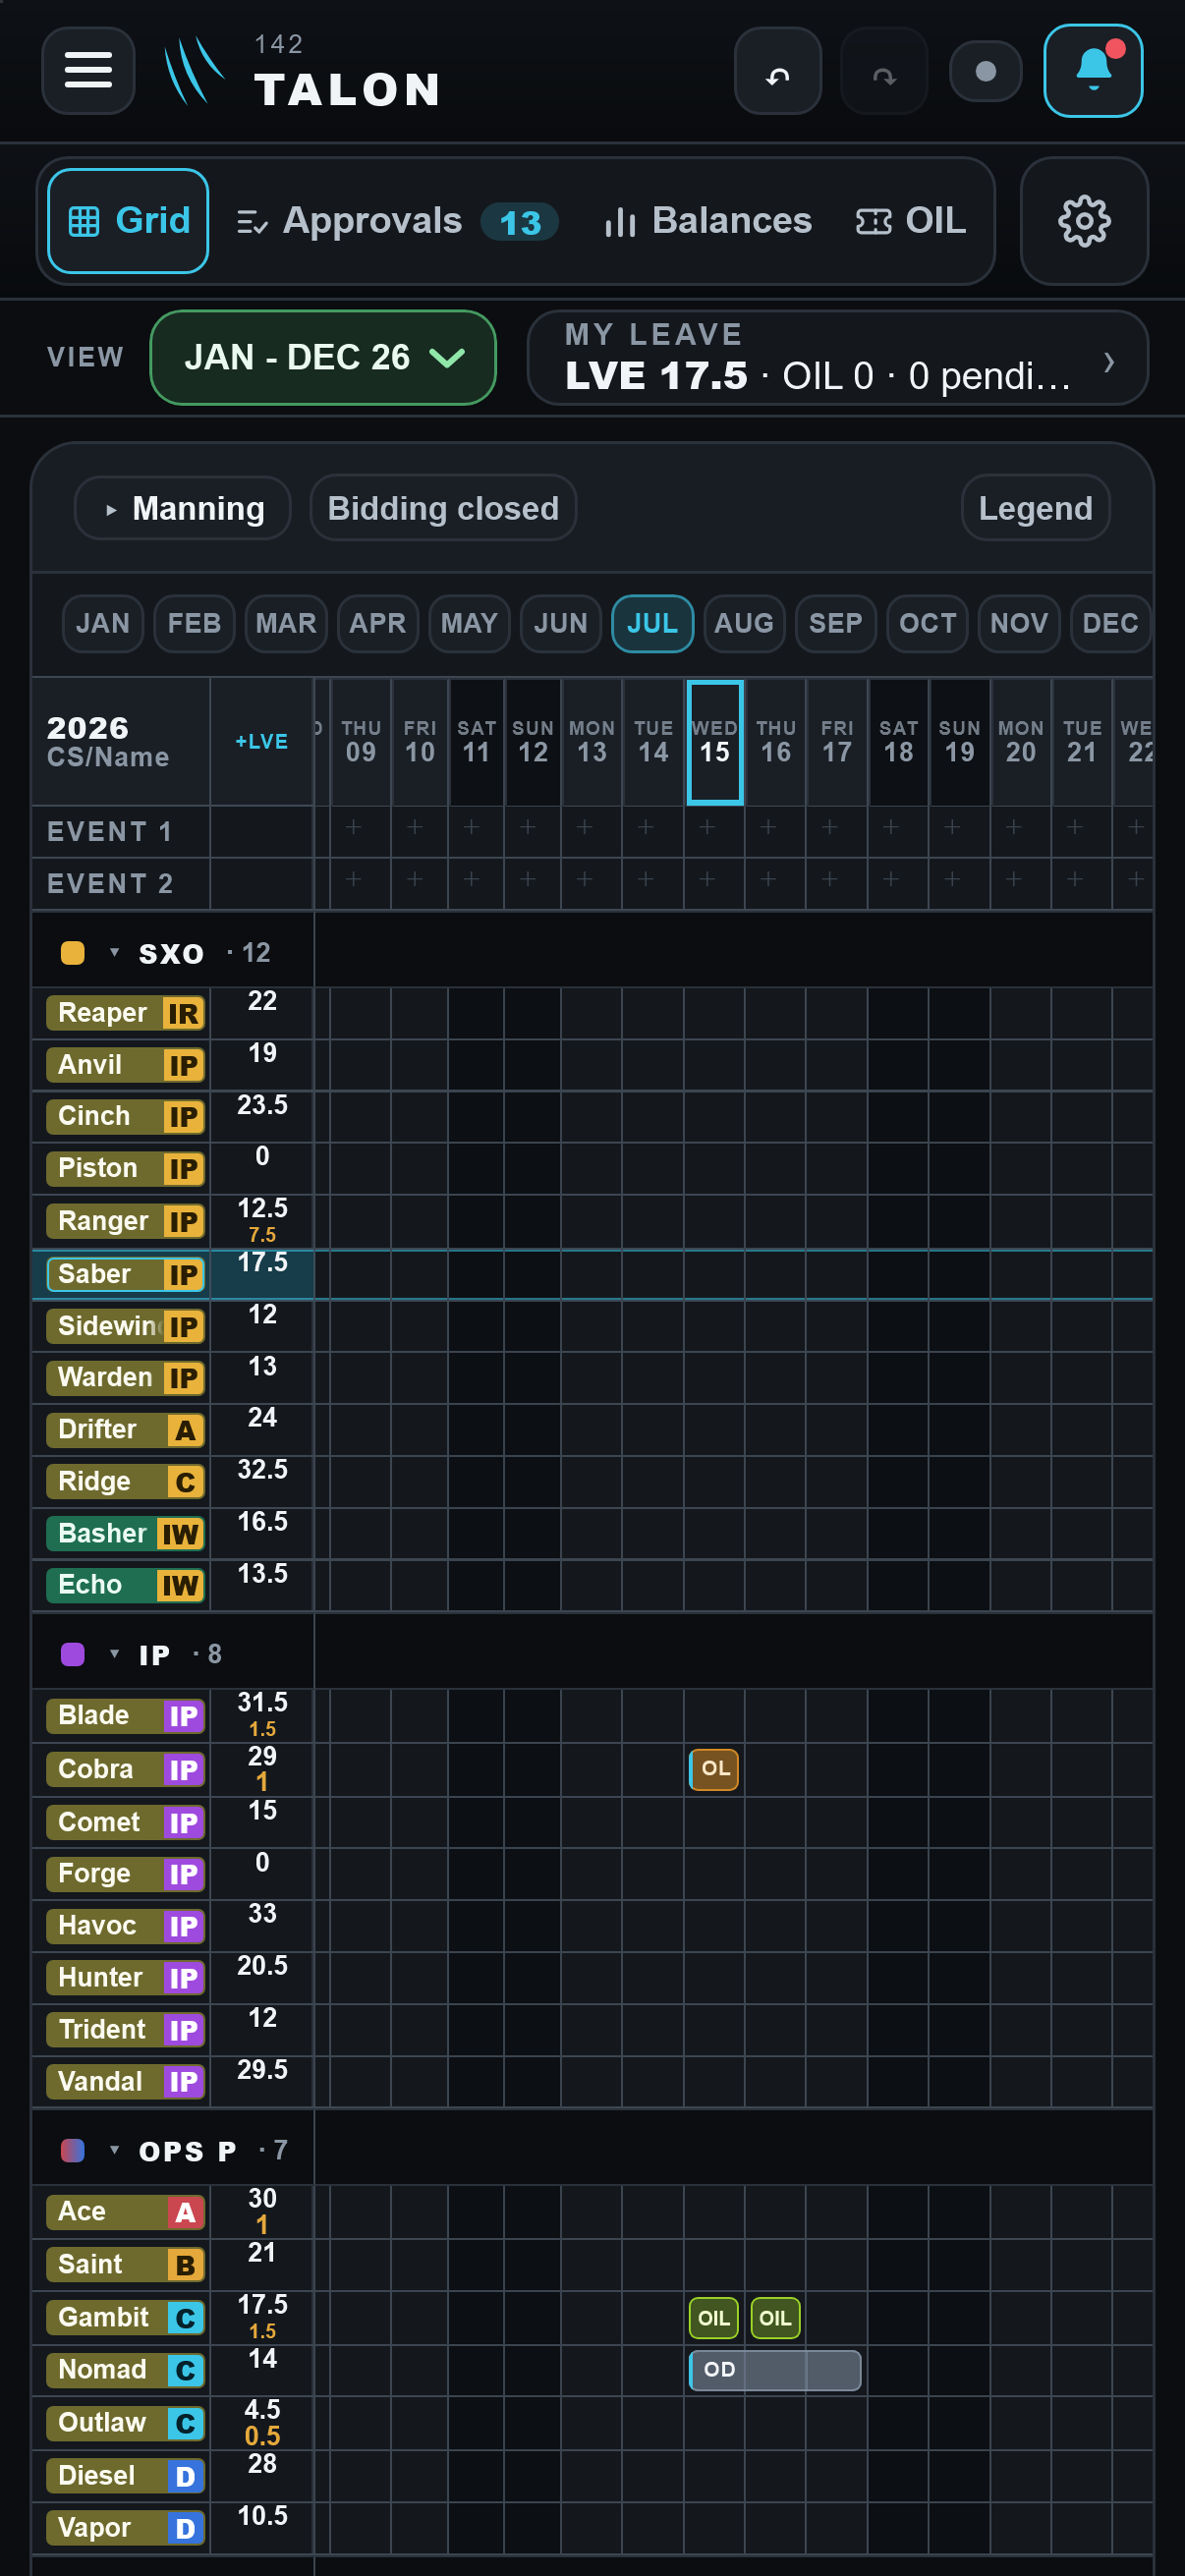 142
TALON
Grid Approvals 13 Balances OIL
VIEW JAN - DEC 26
MY LEAVE
LVE 17.5 · OIL 0 · 0 pendi…
Manning Bidding closed Legend
JAN FEB MAR APR MAY JUN JUL AUG SEP OCT NOV DEC
2026
CS/Name
+LVE
THU FRI SAT SUN MON TUE WED THU FRI SAT SUN MON TUE WE
09 10 11 12 13 14 15 16 17 18 19 20 21 22
EVENT 1 + + + + + + + + + + + + + +
EVENT 2 + + + + + + + + + + + + + +
SXO · 12
Reaper IR 22
Anvil IP 19
Cinch IP 23.5
Piston IP 0
Ranger IP 12.5
7.5
Saber IP 17.5
Sidewin IP 12
Warden IP 13
Drifter A 24
Ridge C 32.5
Basher IW 16.5
Echo IW 13.5
IP · 8
Blade IP 31.5
1.5
Cobra IP 29 OL
1
Comet IP 15
Forge IP 0
Havoc IP 33
Hunter IP 20.5
Trident IP 12
Vandal IP 29.5
OPS P · 7
Ace A 30
1
Saint B 21
Gambit C 17.5 OIL OIL
1.5
Nomad C 14 OD
Outlaw C 4.5
0.5
Diesel D 28
Vapor D 10.5